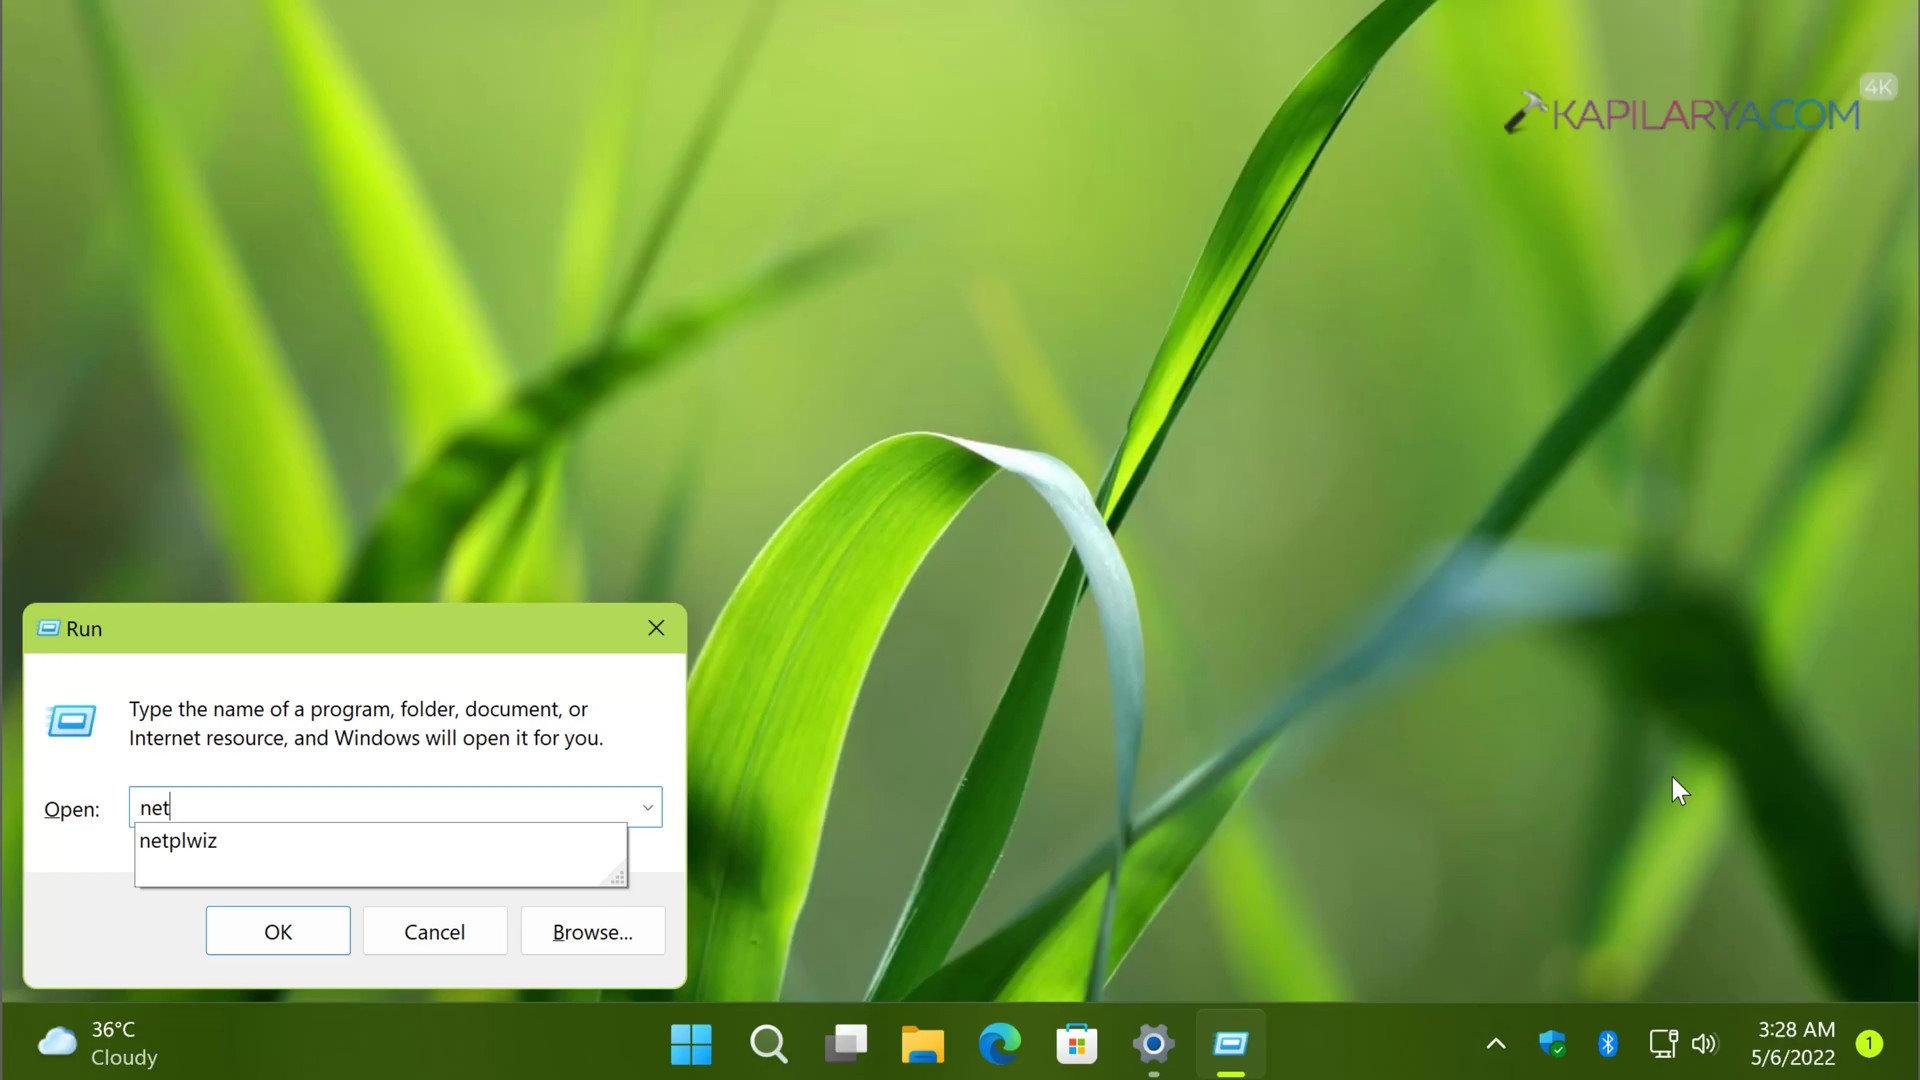 4K
KAPILARYA.COM
Run
Type the name of a program, folder, document, or
Internet resource, and Windows will open it for you.
Open:
net
netplwiz
OK
Cancel
Browse...
36°C
Cloudy
3:28 AM
5/6/2022
1